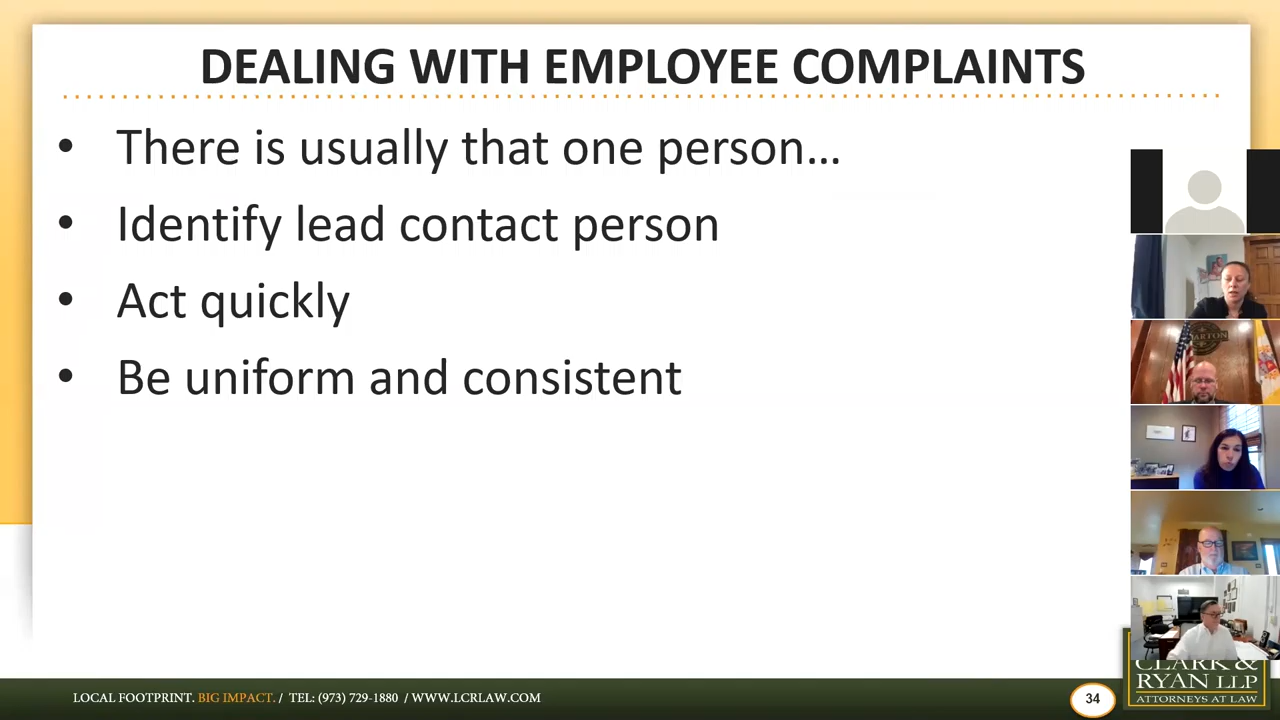 DEALING WITH EMPLOYEE COMPLAINTS
• There is usually that one person…
• Identify lead contact person
• Act quickly
• Be uniform and consistent
LOCAL FOOTPRINT. BIG IMPACT. / TEL: (973) 729-1880 / WWW.LCRLAW.COM
34
CLARK &
RYAN LLP
ATTORNEYS AT LAW